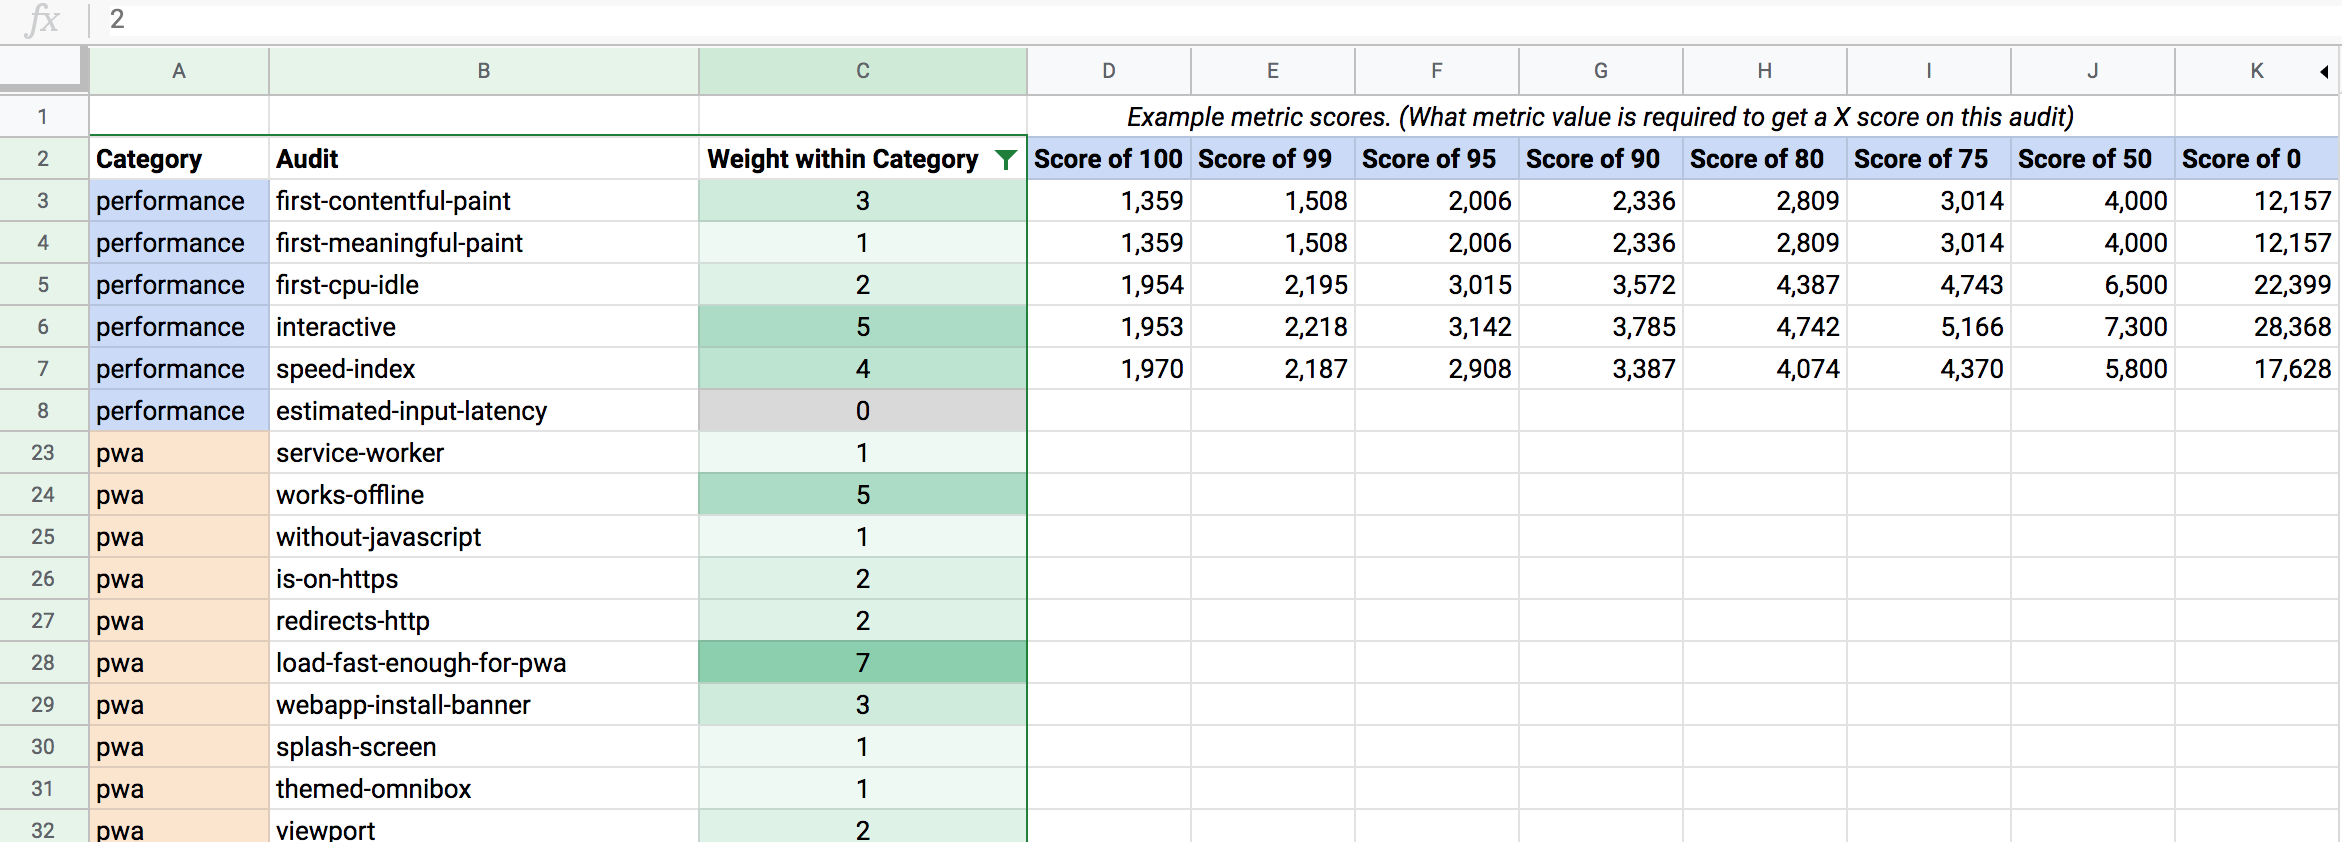 fx 2
A B C D E F G H I J K
1 Example metric scores. (What metric value is required to get a X score on this audit)
2 Category Audit Weight within Category Score of 100 Score of 99 Score of 95 Score of 90 Score of 80 Score of 75 Score of 50 Score of 0
3 performance first-contentful-paint 3 1,359 1,508 2,006 2,336 2,809 3,014 4,000 12,157
4 performance first-meaningful-paint 1 1,359 1,508 2,006 2,336 2,809 3,014 4,000 12,157
5 performance first-cpu-idle 2 1,954 2,195 3,015 3,572 4,387 4,743 6,500 22,399
6 performance interactive 5 1,953 2,218 3,142 3,785 4,742 5,166 7,300 28,368
7 performance speed-index 4 1,970 2,187 2,908 3,387 4,074 4,370 5,800 17,628
8 performance estimated-input-latency 0
23 pwa service-worker 1
24 pwa works-offline 5
25 pwa without-javascript 1
26 pwa is-on-https 2
27 pwa redirects-http 2
28 pwa load-fast-enough-for-pwa 7
29 pwa webapp-install-banner 3
30 pwa splash-screen 1
31 pwa themed-omnibox 1
32 pwa viewport 2